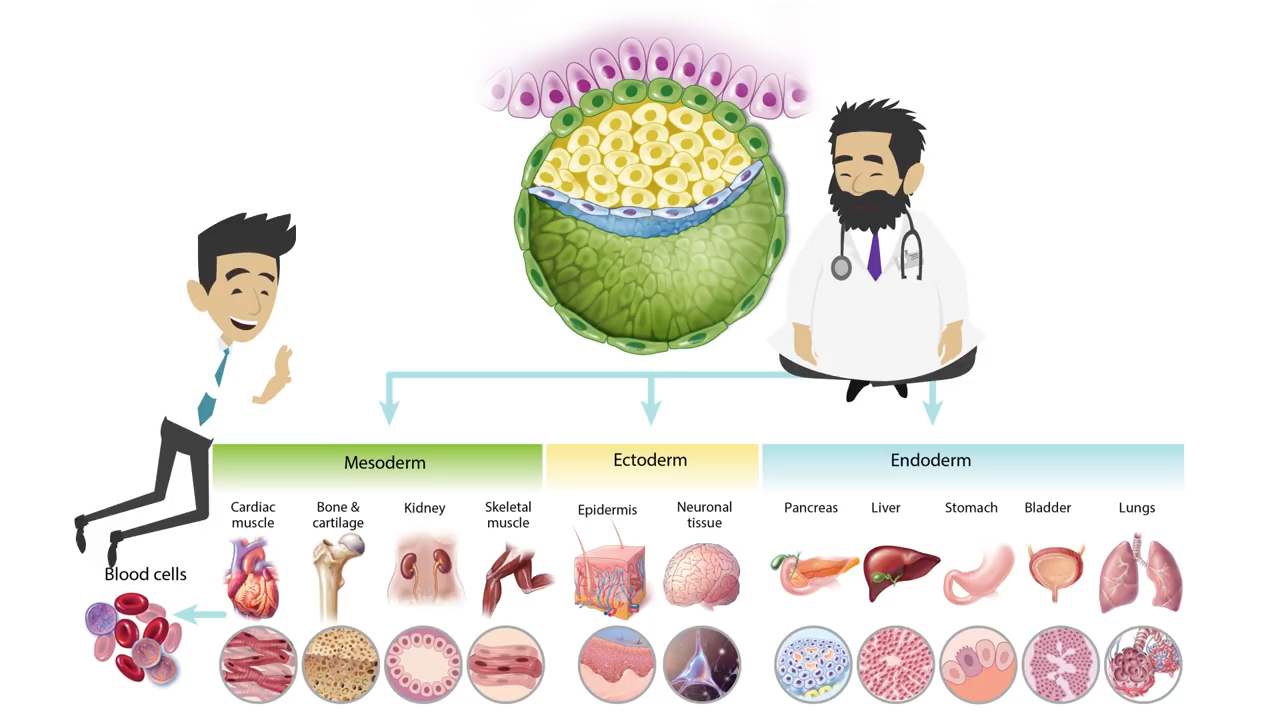 Mesoderm
Ectoderm
Endoderm
Cardiac
muscle
Bone &
cartilage
Kidney
Skeletal
muscle
Epidermis
Neuronal
tissue
Pancreas
Liver
Stomach
Bladder
Lungs
Blood cells